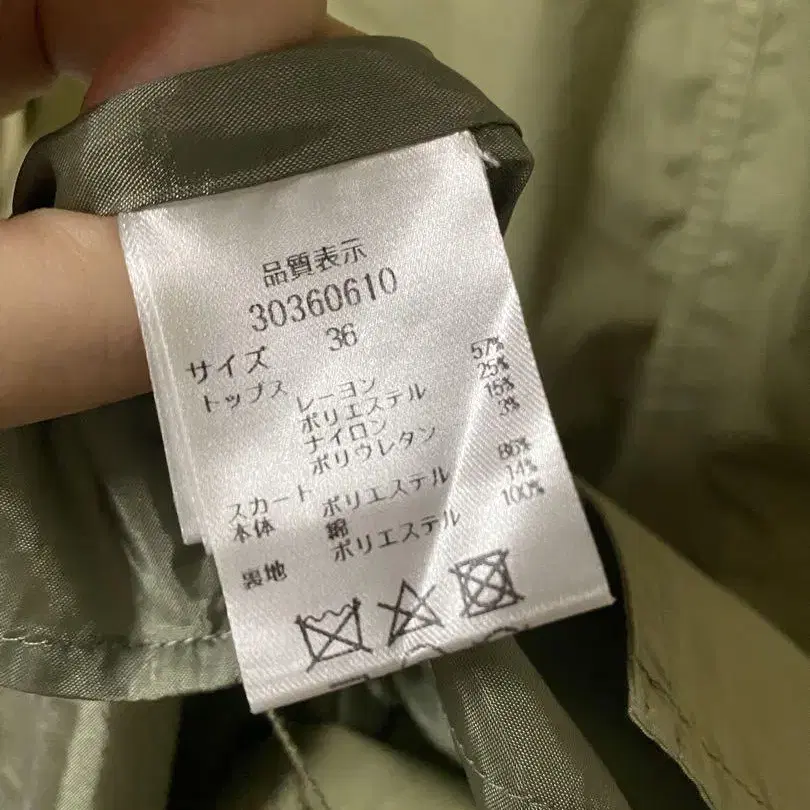 品質表示
30360610
サイズ 36
トップス レーヨン 57%
ポリエステル 25%
ナイロン 15%
ポリウレタン 3%
スカート
本体 ポリエステル 86%
綿 14%
裏地 ポリエステル 100%